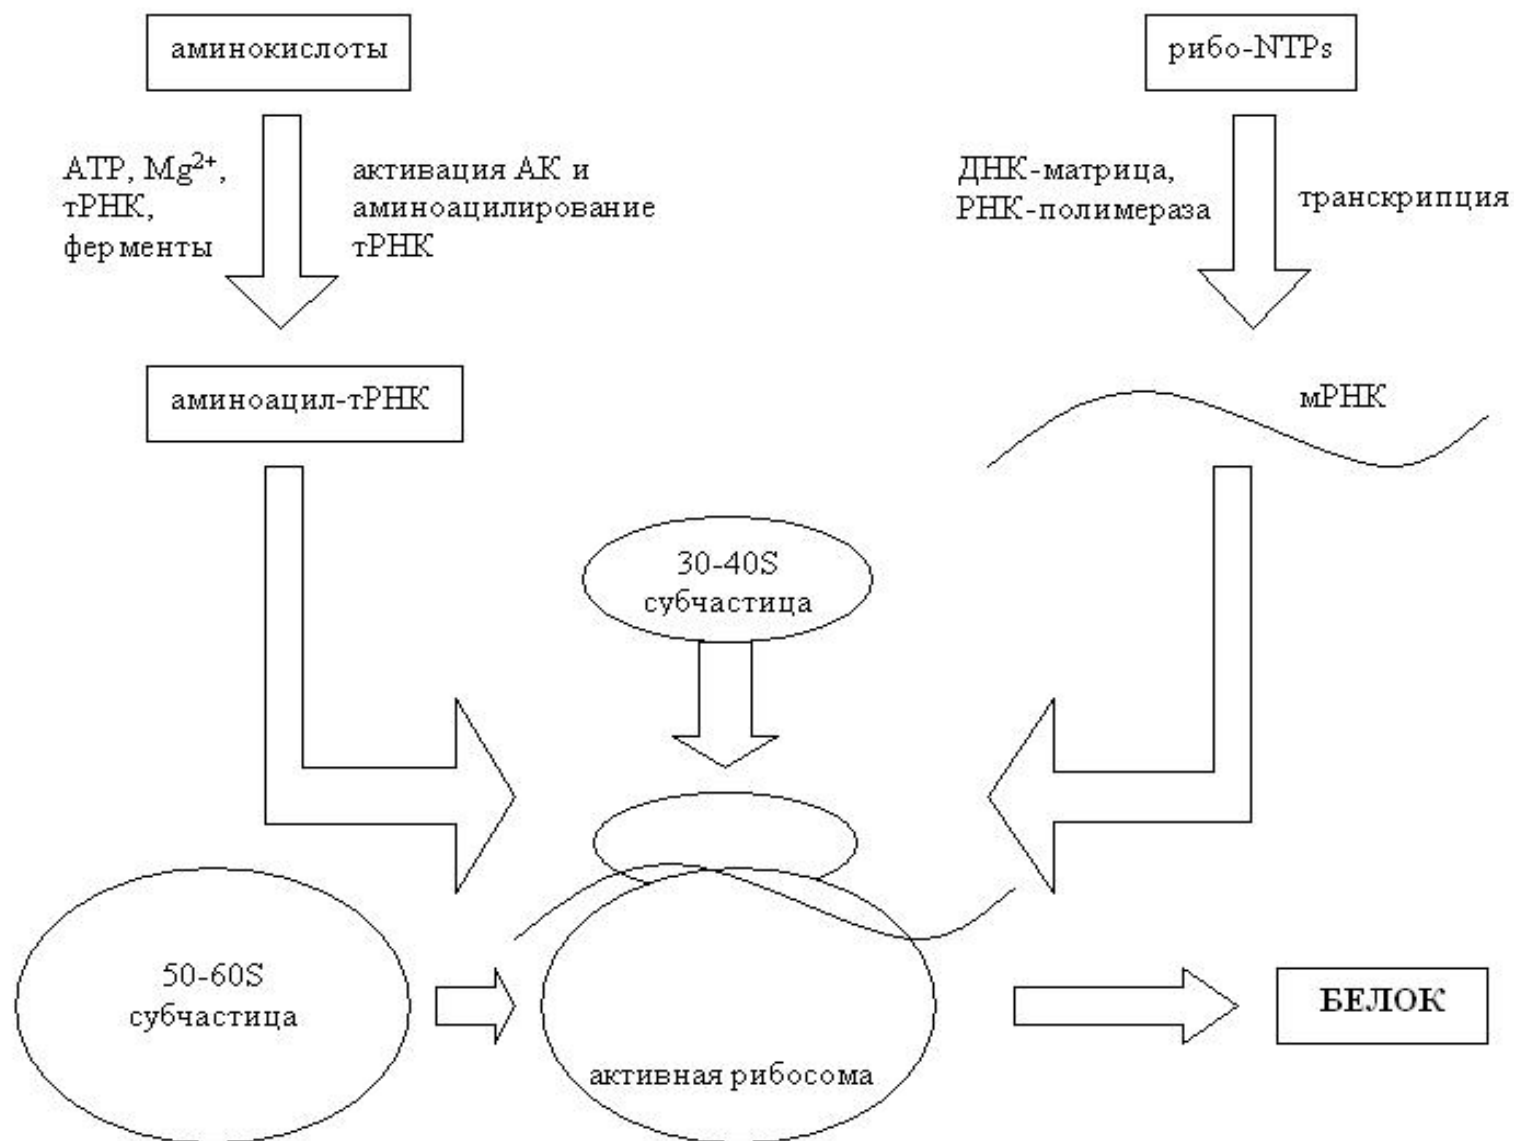 аминокислоты
рибо-NTPs
ATP, Mg²⁺,
тРНК,
ферменты
активация АК и
аминоацилирование
тРНК
ДНК-матрица,
РНК-полимераза
транскрипция
аминоацил-тРНК
мРНК
30-40S
субчастица
50-60S
субчастица
активная рибосома
БЕЛОК